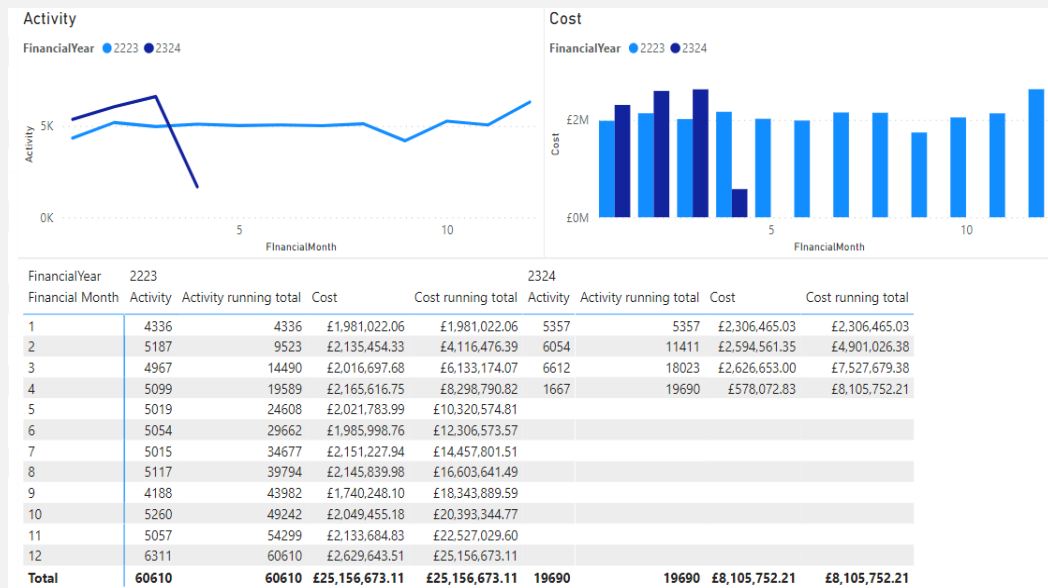 Activity
FinancialYear 2223 2324
5K
0K
Activity
5 10
FInancialMonth
Cost
FinancialYear 2223 2324
£2M
£0M
Cost
5 10
FInancialMonth
FinancialYear 2223 2324
Financial Month Activity Activity running total Cost Cost running total Activity Activity running total Cost Cost running total
1 4336 4336 £1,981,022.06 £1,981,022.06 5357 5357 £2,306,465.03 £2,306,465.03
2 5187 9523 £2,135,454.33 £4,116,476.39 6054 11411 £2,594,561.35 £4,901,026.38
3 4967 14490 £2,016,697.68 £6,133,174.07 6612 18023 £2,626,653.00 £7,527,679.38
4 5099 19589 £2,165,616.75 £8,298,790.82 1667 19690 £578,072.83 £8,105,752.21
5 5019 24608 £2,021,783.99 £10,320,574.81
6 5054 29662 £1,985,998.76 £12,306,573.57
7 5015 34677 £2,151,227.94 £14,457,801.51
8 5117 39794 £2,145,839.98 £16,603,641.49
9 4188 43982 £1,740,248.10 £18,343,889.59
10 5260 49242 £2,049,455.18 £20,393,344.77
11 5057 54299 £2,133,684.83 £22,527,029.60
12 6311 60610 £2,629,643.51 £25,156,673.11
Total 60610 60610 £25,156,673.11 £25,156,673.11 19690 19690 £8,105,752.21 £8,105,752.21